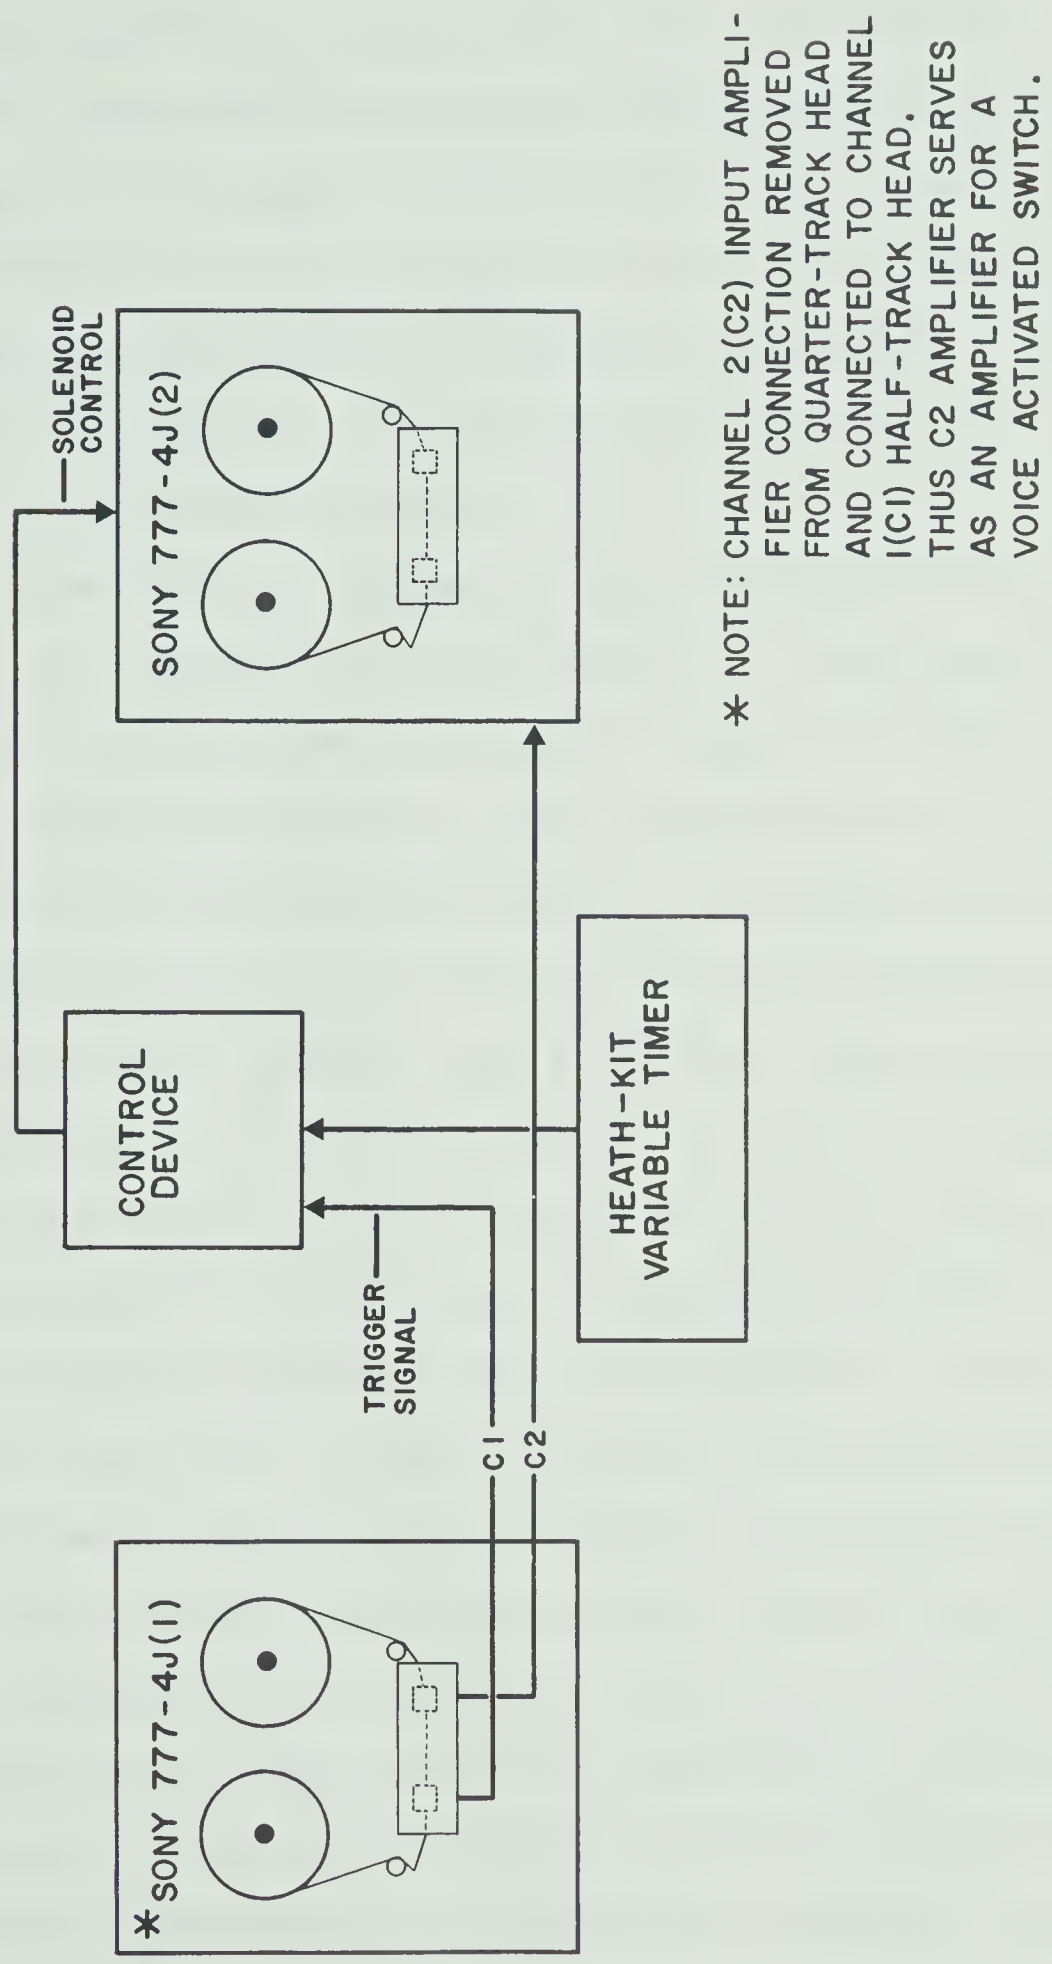 *SONY 777-4J(1)
C1
C2
TRIGGER
SIGNAL
CONTROL
DEVICE
HEATH-KIT
VARIABLE TIMER
SOLENOID
CONTROL
SONY 777-4J(2)
* NOTE: CHANNEL 2(C2) INPUT AMPLI-
FIER CONNECTION REMOVED
FROM QUARTER-TRACK HEAD
AND CONNECTED TO CHANNEL
1(C1) HALF-TRACK HEAD.
THUS C2 AMPLIFIER SERVES
AS AN AMPLIFIER FOR A
VOICE ACTIVATED SWITCH.